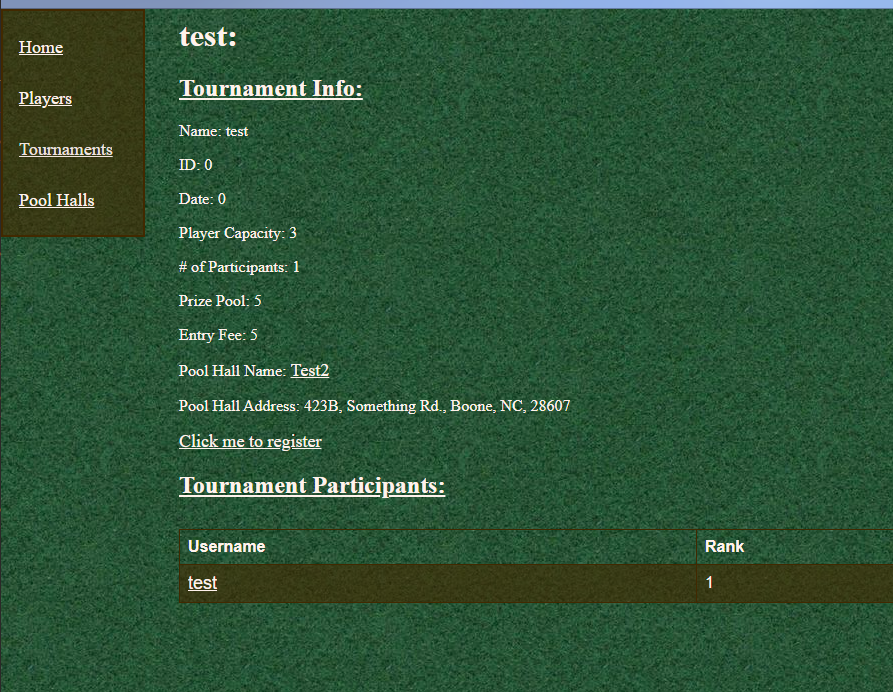 Home
Players
Tournaments
Pool Halls
test:
Tournament Info:
Name: test
ID: 0
Date: 0
Player Capacity: 3
# of Participants: 1
Prize Pool: 5
Entry Fee: 5
Pool Hall Name: Test2
Pool Hall Address: 423B, Something Rd., Boone, NC, 28607
Click me to register
Tournament Participants:
Username Rank
test 1